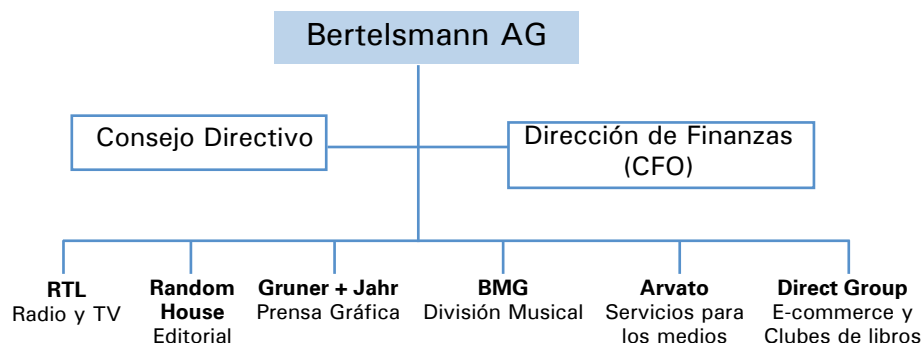 Bertelsmann AG
Consejo Directivo
Dirección de Finanzas
(CFO)
RTL
Radio y TV
Random
House
Editorial
Gruner + Jahr
Prensa Gráfica
BMG
División Musical
Arvato
Servicios para
los medios
Direct Group
E-commerce y
Clubes de libros